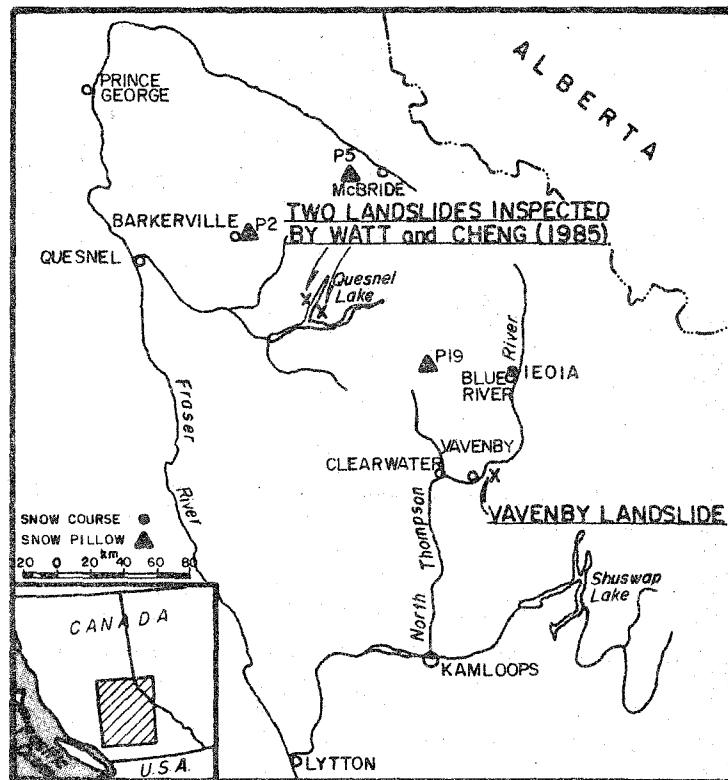 ALBERTA
PRINCE
GEORGE
P5
McBRIDE
TWO LANDSLIDES INSPECTED
BY WATT and CHENG (1985)
BARKERVILLE
P2
QUESNEL
Quesnel
Lake
x
x
P19
River
BLUE
RIVER
1E01A
Fraser
River
CLEARWATER
VAVENBY
x
VAVENBY LANDSLIDE
SNOW COURSE
SNOW PILLOW
km
20 0 20 40 60 80
North Thompson
Shuswap
Lake
KAMLOOPS
CANADA
U.S.A.
LYTTON